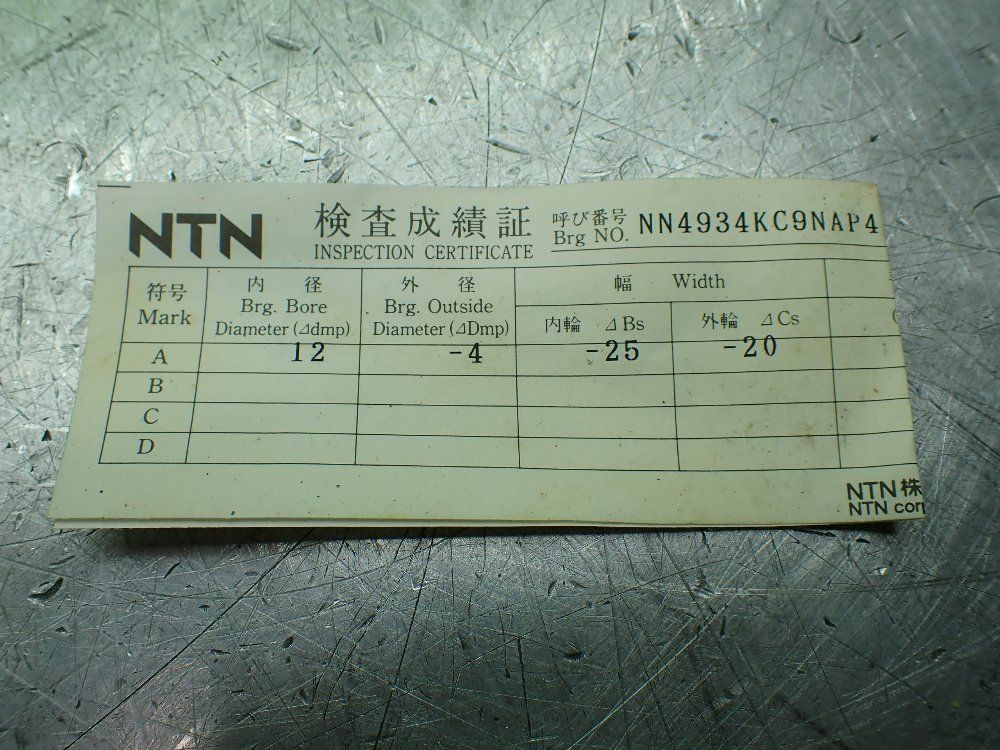 NTN 検査成績証 呼び番号 NN4934KC9NAP4
INSPECTION CERTIFICATE Brg NO.
符号 内径 外径 幅 Width
Mark Brg. Bore Brg. Outside 内輪 ⊿Bs 外輪 ⊿Cs
Diameter (⊿dmp) Diameter (⊿Dmp)
A 12 -4 -25 -20
B
C
D
NTN 株
NTN